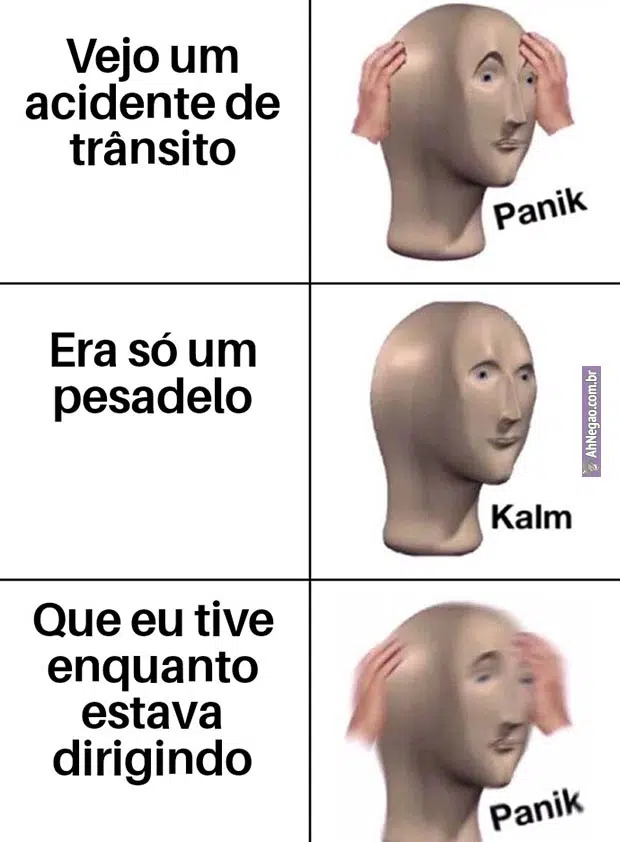 Vejo um
acidente de
trânsito
Panik
Era só um
pesadelo
AhNegao.com.br
Kalm
Que eu tive
enquanto
estava
dirigindo
Panik